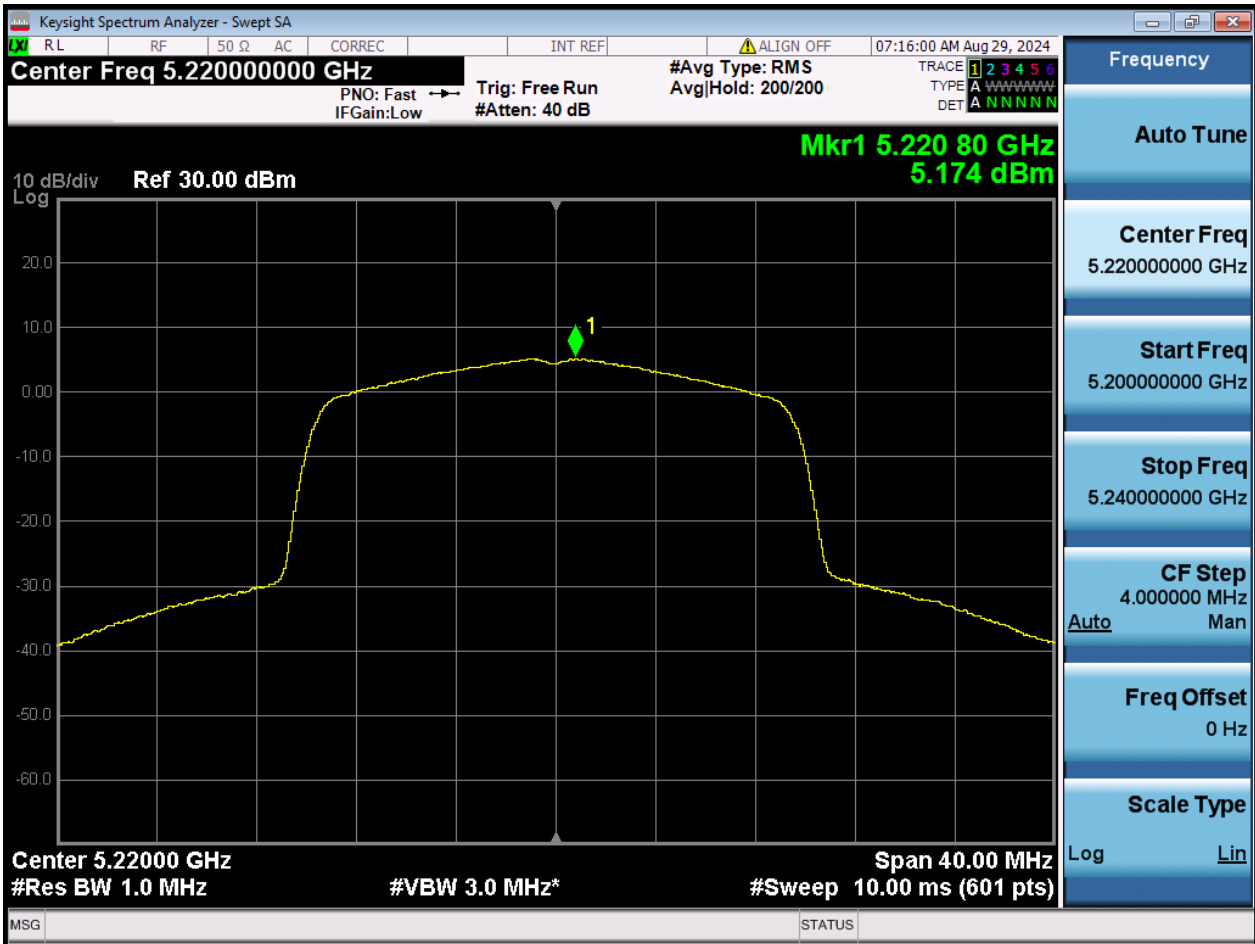 Keysight Spectrum Analyzer - Swept SA
LXI RL RF 50 Ω AC CORREC INT REF ALIGN OFF 07:16:00 AM Aug 29, 2024
Center Freq 5.220000000 GHz
PNO: Fast
IFGain:Low
Trig: Free Run
#Atten: 40 dB
#Avg Type: RMS
Avg|Hold: 200/200
TRACE 1 2 3 4 5 6
TYPE A WWWWW
DET A N N N N N
Mkr1 5.220 80 GHz
5.174 dBm
10 dB/div Ref 30.00 dBm
Log
1
20.0
10.0
0.00
-10.0
-20.0
-30.0
-40.0
-50.0
-60.0
Center 5.22000 GHz Span 40.00 MHz
#Res BW 1.0 MHz #VBW 3.0 MHz* #Sweep 10.00 ms (601 pts)
MSG STATUS
Frequency
Auto Tune
Center Freq
5.220000000 GHz
Start Freq
5.200000000 GHz
Stop Freq
5.240000000 GHz
CF Step
4.000000 MHz
Auto Man
Freq Offset
0 Hz
Scale Type
Log Lin